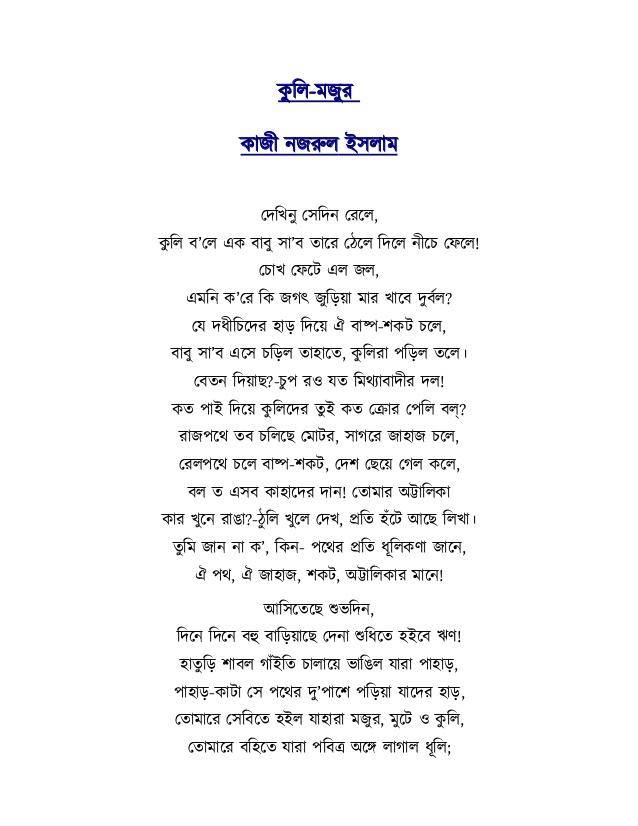 কুলি-মজুর
কাজী নজরুল ইসলাম
দেখিনু সেদিন রেলে,
কুলি ব'লে এক বাবু সা'ব তারে ঠেলে দিলে নীচে ফেলে!
চোখ ফেটে এল জল,
এমনি ক'রে কি জগৎ জুড়িয়া মার খাবে দুর্বল?
যে দধীচিদের হাড় দিয়ে ঐ বাষ্প-শকট চলে,
বাবু সা'ব এসে চড়িল তাহাতে, কুলিরা পড়িল তলে।
বেতন দিয়াছ?-চুপ রও যত মিথ্যাবাদীর দল!
কত পাই দিয়ে কুলিদের তুই কত ক্রোর পেলি বল্?
রাজপথে তব চলিছে মোটর, সাগরে জাহাজ চলে,
রেলপথে চলে বাষ্প-শকট, দেশ ছেয়ে গেল কলে,
বল ত এসব কাহাদের দান! তোমার অট্টালিকা
কার খুনে রাঙা?-ঠুলি খুলে দেখ, প্রতি হঁটে আছে লিখা।
তুমি জান না ক', কিন- পথের প্রতি ধূলিকণা জানে,
ঐ পথ, ঐ জাহাজ, শকট, অট্টালিকার মানে!
আসিতেছে শুভদিন,
দিনে দিনে বহু বাড়িয়াছে দেনা শুধিতে হইবে ঋণ!
হাতুড়ি শাবল গাঁইতি চালায়ে ভাঙিল যারা পাহাড়,
পাহাড়-কাটা সে পথের দু'পাশে পড়িয়া যাদের হাড়,
তোমারে সেবিতে হইল যাহারা মজুর, মুটে ও কুলি,
তোমারে বহিতে যারা পবিত্র অঙ্গে লাগাল ধূলি;